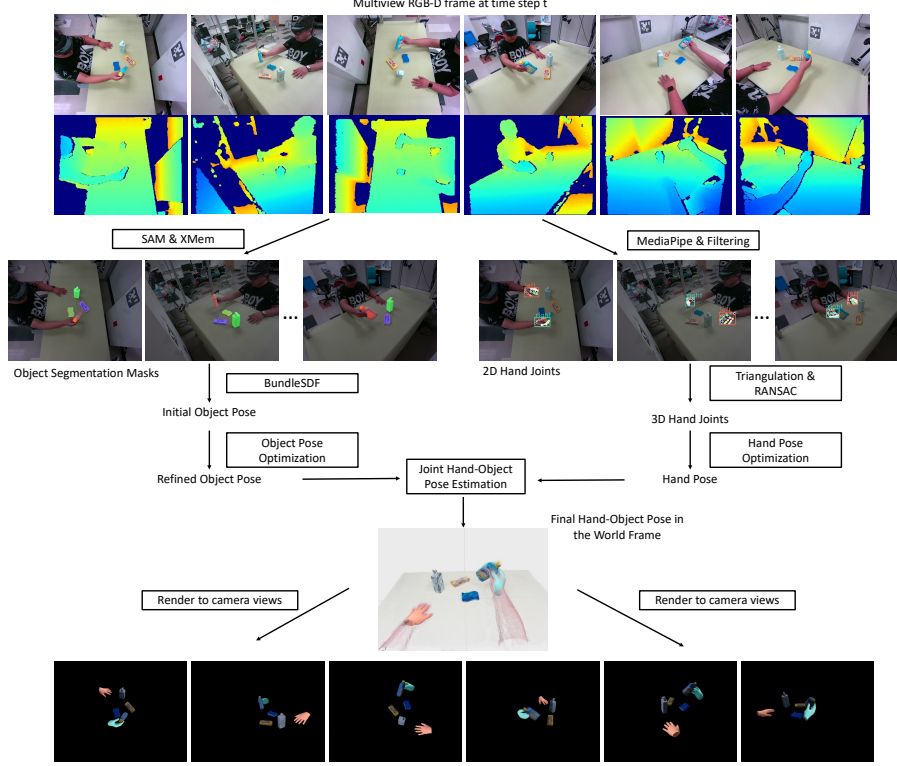 Multiview RGB-D frame at time step t
BOY
SAM & XMem
MediaPipe & Filtering
Object Segmentation Masks
...
2D Hand Joints
...
BundleSDF
Triangulation &
RANSAC
Initial Object Pose
3D Hand Joints
Object Pose
Optimization
Hand Pose
Optimization
Refined Object Pose
Joint Hand-Object
Pose Estimation
Hand Pose
Final Hand-Object Pose in
the World Frame
Render to camera views
Render to camera views